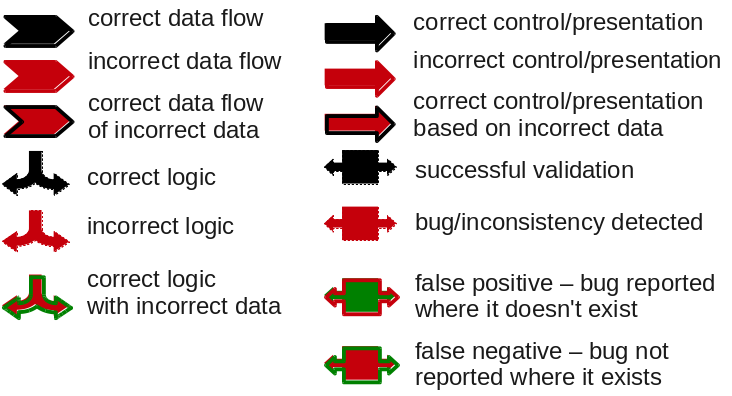 correct data flow
incorrect data flow
correct data flow
of incorrect data
correct logic
incorrect logic
correct logic
with incorrect data
correct control/presentation
incorrect control/presentation
correct control/presentation
based on incorrect data
successful validation
bug/inconsistency detected
false positive – bug reported
where it doesn't exist
false negative – bug not
reported where it exists